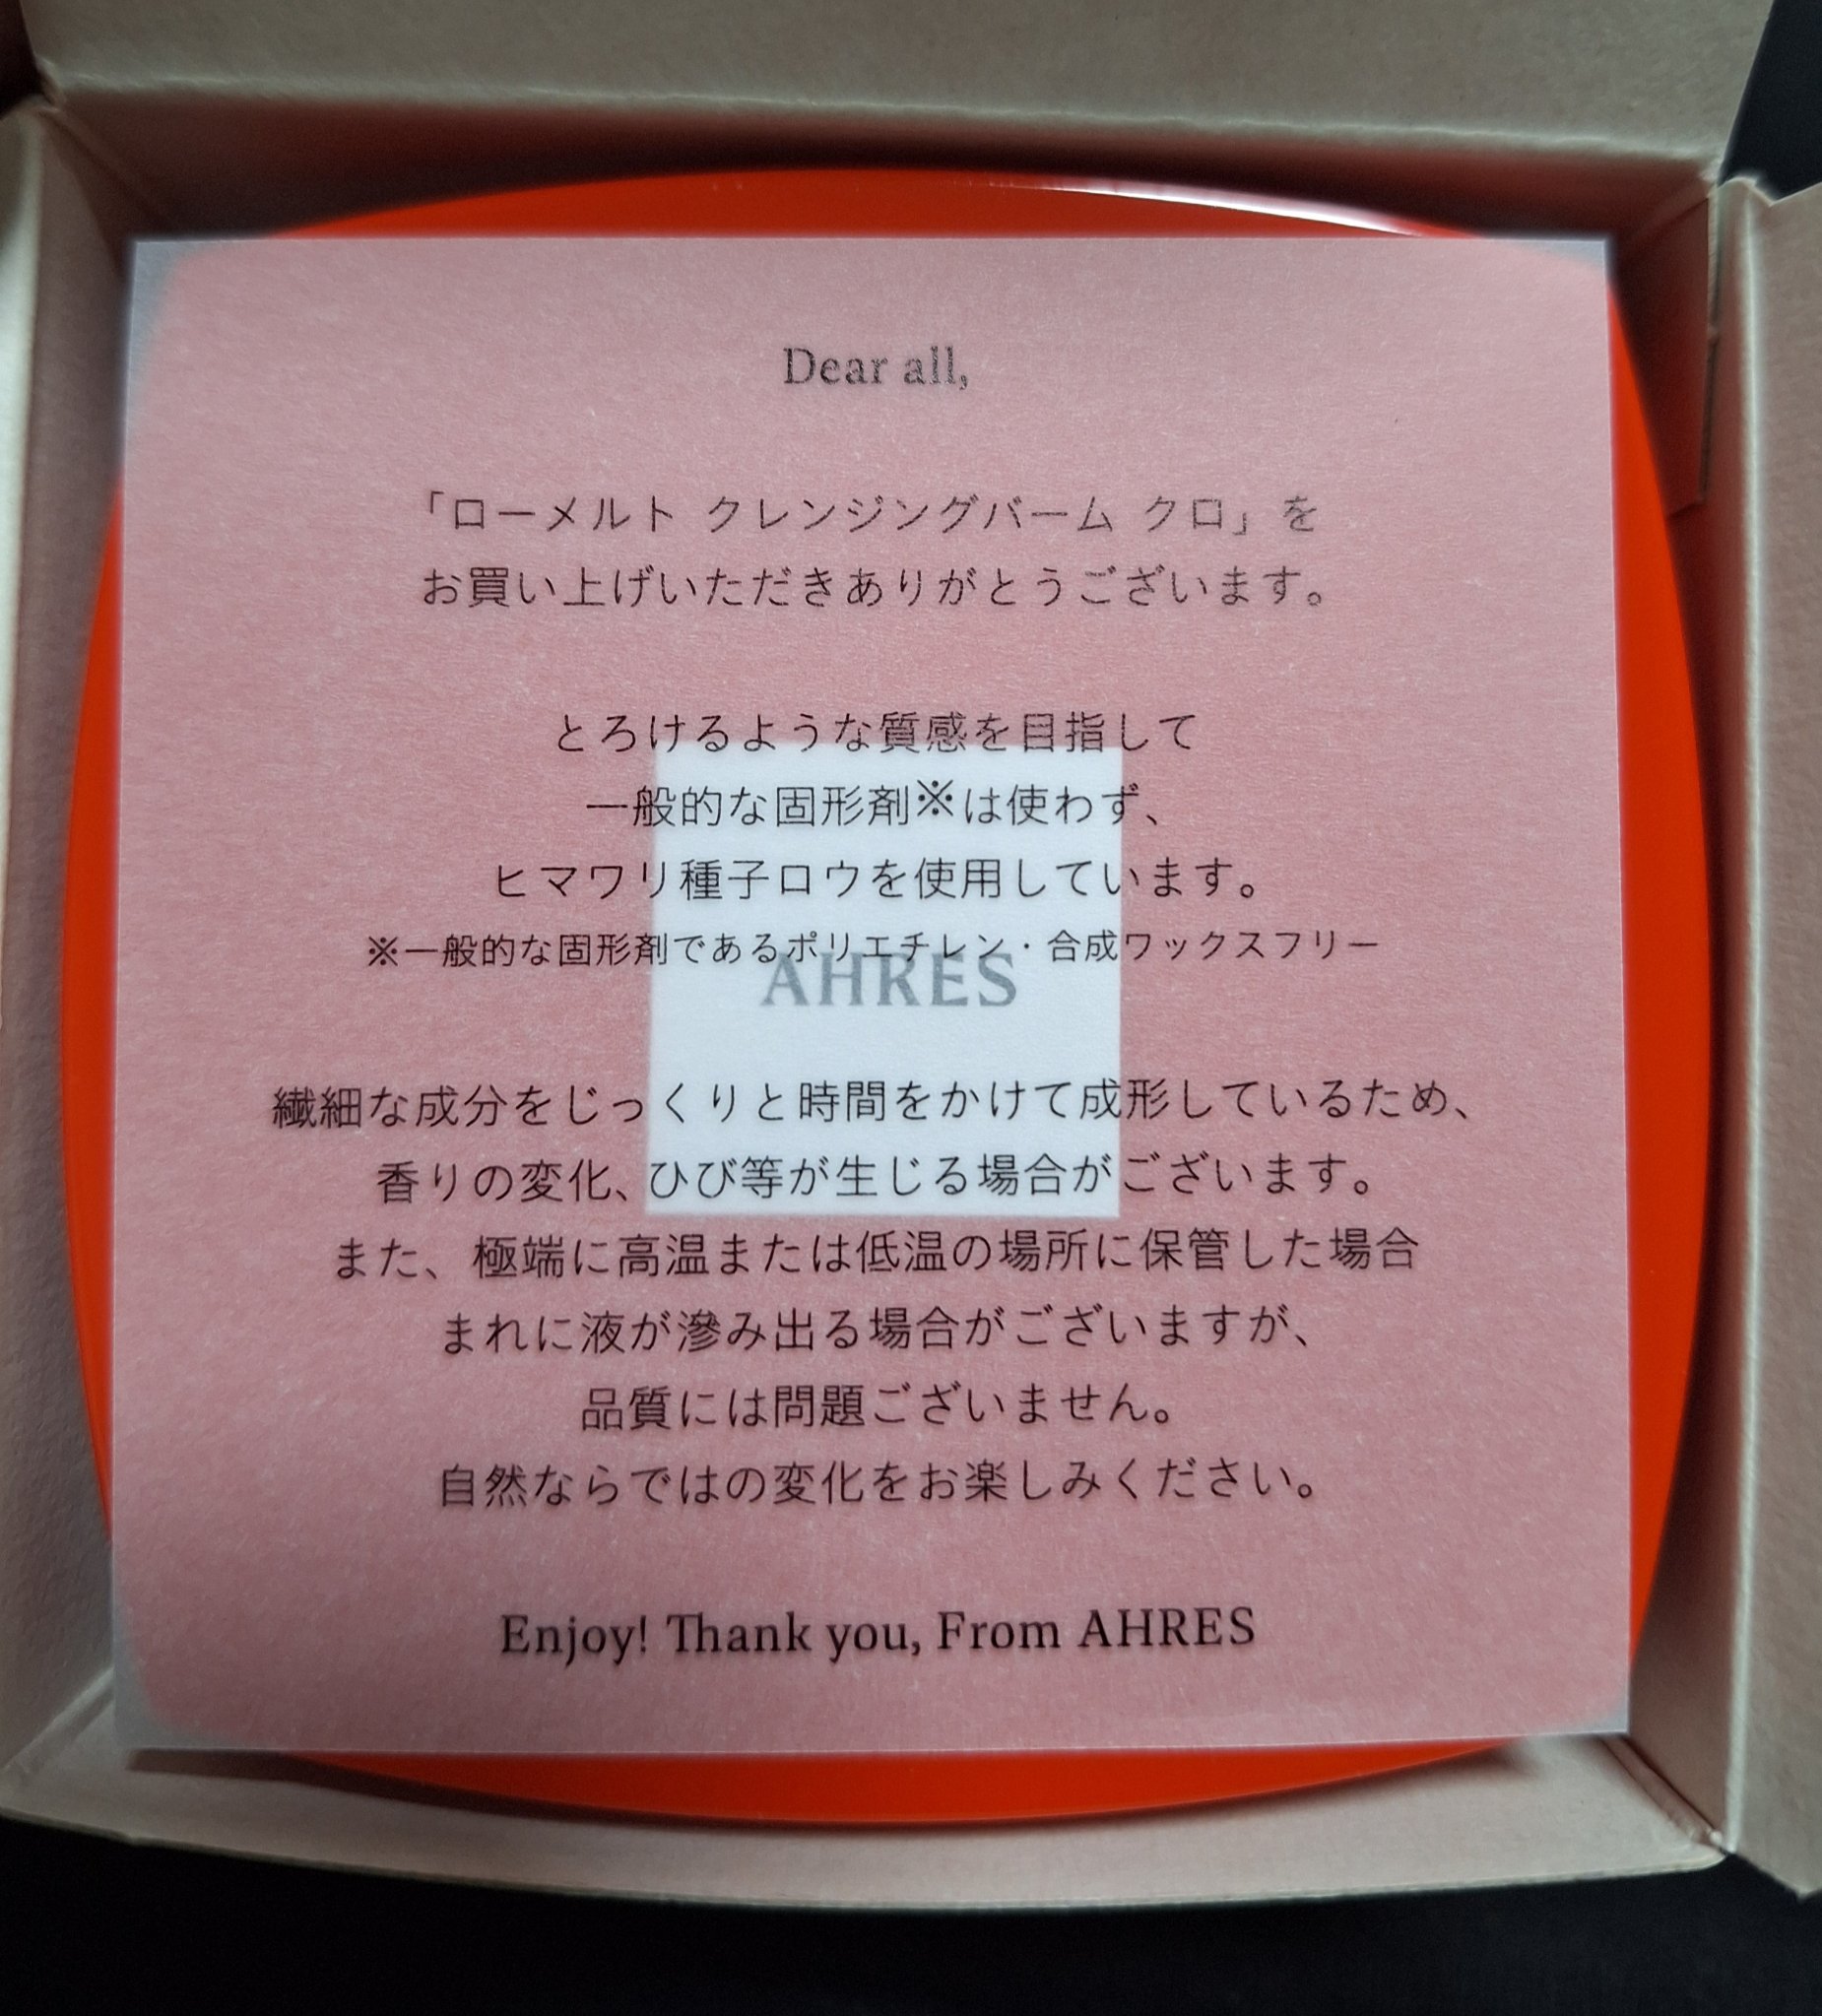 Dear all,
「ローメルト クレンジングバーム クロ」を
お買い上げいただきありがとうございます。
とろけるような質感を目指して
一般的な固形剤※は使わず、
ヒマワリ種子ロウを使用しています。
※一般的な固形剤であるポリエチレン・合成ワックスフリー
AHRES
繊細な成分をじっくりと時間をかけて成形しているため、
香りの変化、ひび等が生じる場合がございます。
また、極端に高温または低温の場所に保管した場合
まれに液が滲み出る場合がございますが、
品質には問題ございません。
自然ならではの変化をお楽しみください。
Enjoy! Thank you, From AHRES